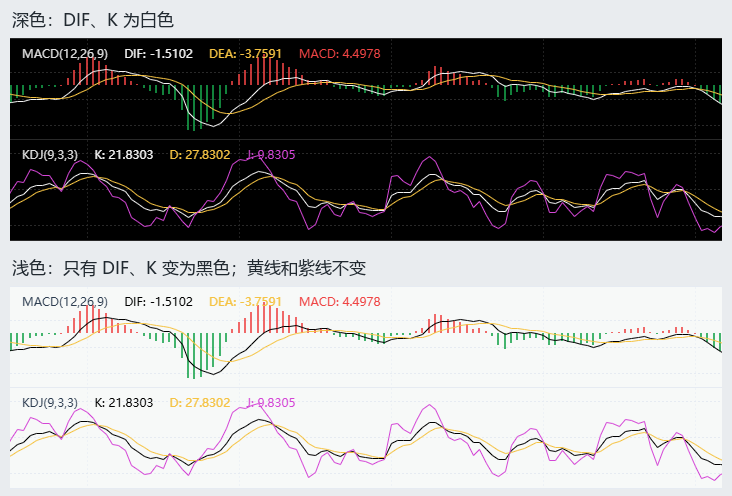 深色：DIF、K 为白色
MACD(12,26,9) DIF: -1.5102 DEA: -3.7591 MACD: 4.4978
KDJ(9,3,3) K: 21.8303 D: 27.8302 J: 9.8305
浅色：只有 DIF、K 变为黑色；黄线和紫线不变
MACD(12,26,9) DIF: -1.5102 DEA: -3.7591 MACD: 4.4978
KDJ(9,3,3) K: 21.8303 D: 27.8302 J: 9.8305